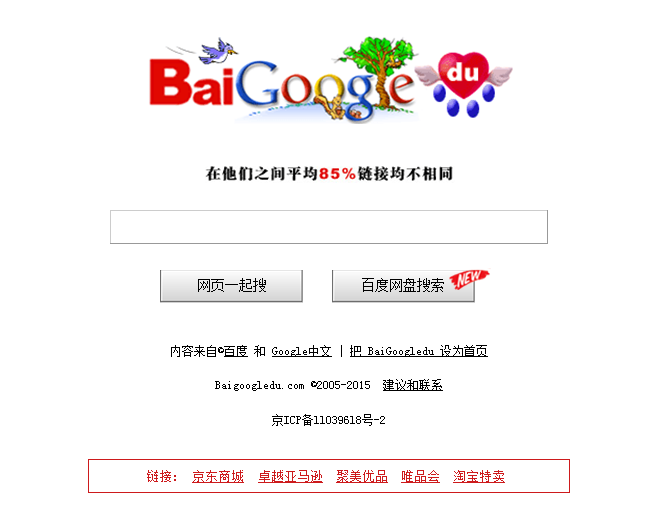 BaiGoogledu
在他们之间平均85%链接均不相同
网页一起搜 百度网盘搜索 NEW
内容来自©百度 和 Google中文 | 把 BaiGoogledu 设为首页
Baigoogledu.com ©2005-2015 建议和联系
京ICP备11039618号-2
链接： 京东商城 卓越亚马逊 聚美优品 唯品会 淘宝特卖